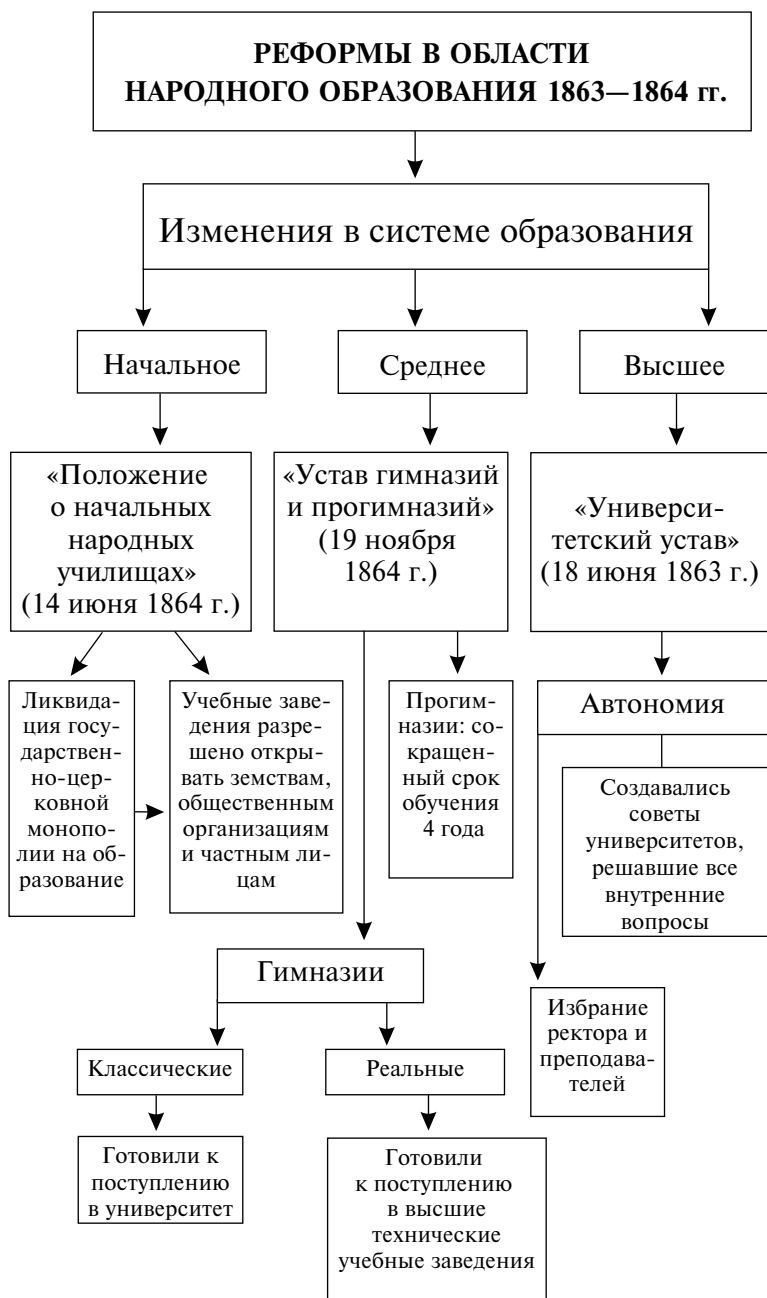 РЕФОРМЫ В ОБЛАСТИ
НАРОДНОГО ОБРАЗОВАНИЯ 1863—1864 гг.
Изменения в системе образования
Начальное
Среднее
Высшее
«Положение
о начальных
народных
училищах»
(14 июня 1864 г.)
«Устав гимназий
и прогимназий»
(19 ноября
1864 г.)
«Универси-
тетский устав»
(18 июня 1863 г.)
Ликвида-
ция госу-
дарствен-
но-цер-
ковной
монопо-
лии на об-
разование
Учебные заве-
дения разре-
шено откры-
вать земствам,
общественным
организациям
и частным ли-
цам
Прогим-
назии: со-
кращен-
ный срок
обучения
4 года
Автономия
Создавались
советы
университетов,
решавшие все
внутренние
вопросы
Гимназии
Избрание
ректора и
преподава-
телей
Классические
Реальные
Готовили к
поступлению
в университет
Готовили
к поступлению
в высшие
технические
учебные заведения